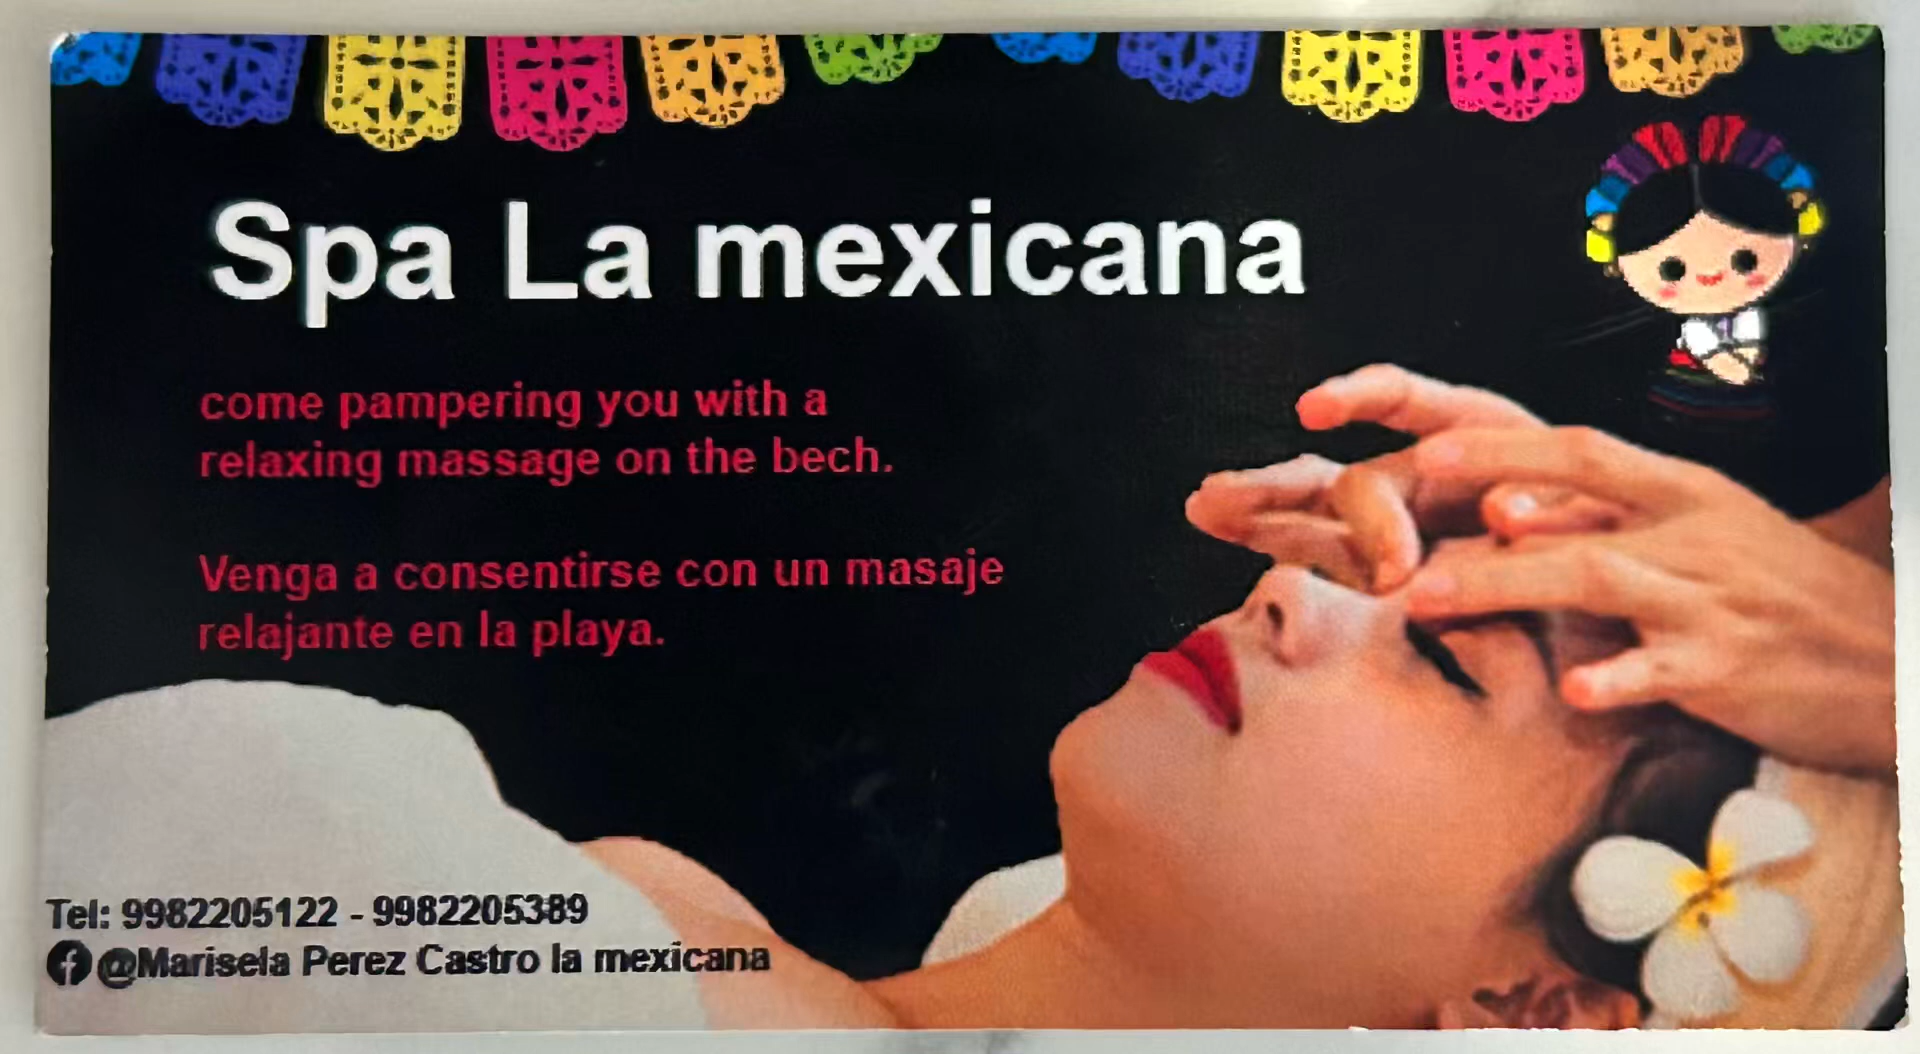 Spa La mexicana
come pampering you with a
relaxing massage on the bech.
Venga a consentirse con un masaje
relajante en la playa.
Tel: 9982205122 - 9982205389
@Marisela Perez Castro la mexicana